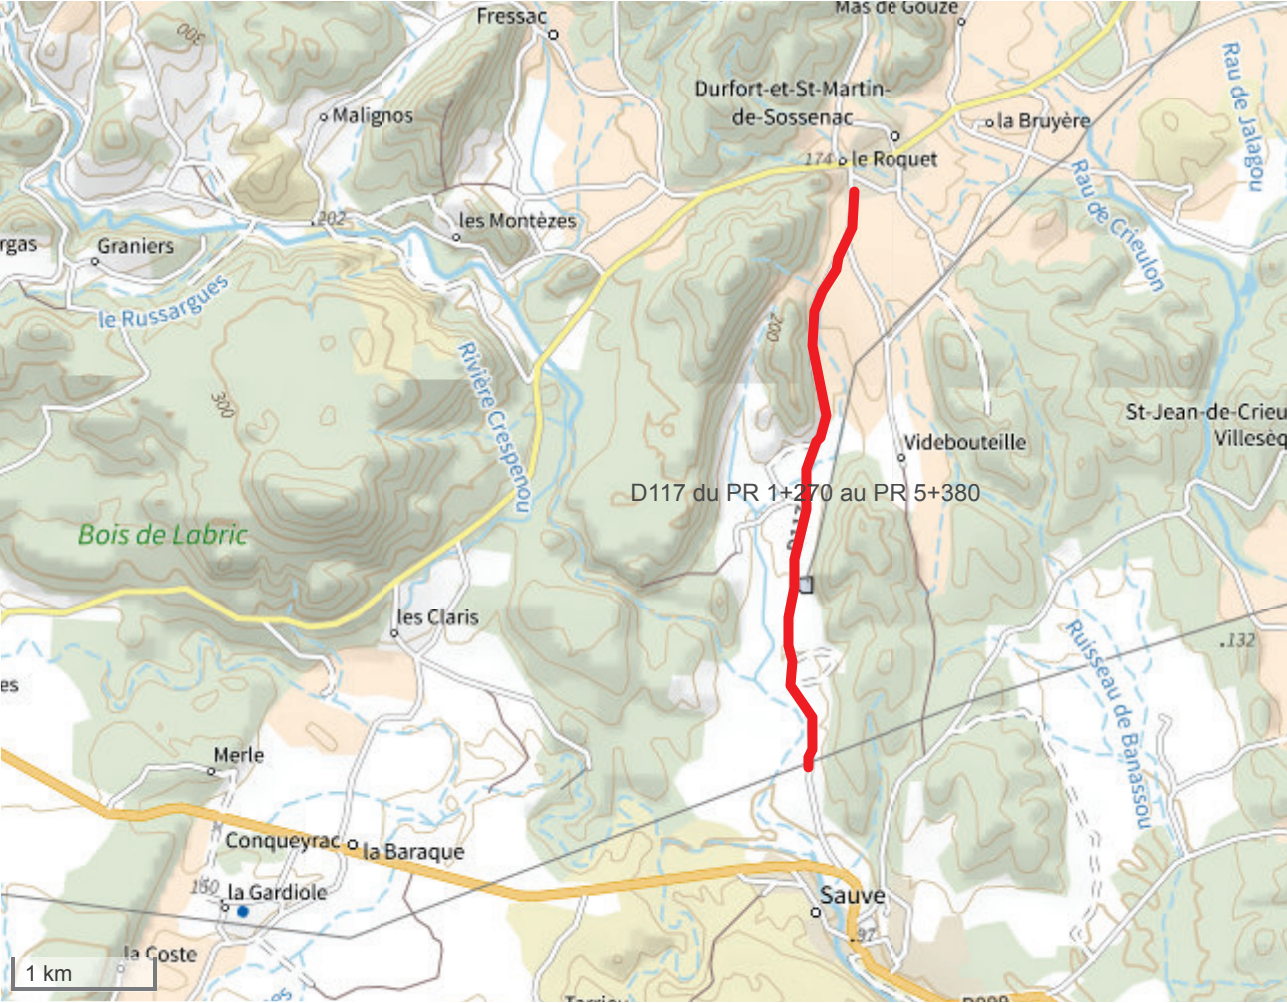 Fressac
Mas de Gouze
300
Malignos
Durfort-et-St-Martin-
de-Sossenac
la Bruyère
Rau de Jalagou
174
le Roquet
Rau de Crieulon
.202
les Montèzes
rgas
Graniers
le Russargues
200
300
Rivière Crespenou
St-Jean-de-Crieu
Villesèq
Videbouteille
D117 du PR 1+270 au PR 5+380
Bois de Labric
D117
les Claris
Ruisseau de Banassou
.132
es
Merle
Conqueyrac
la Baraque
150
la Gardiole
Sauve
.97
la Coste
1 km
es
D999